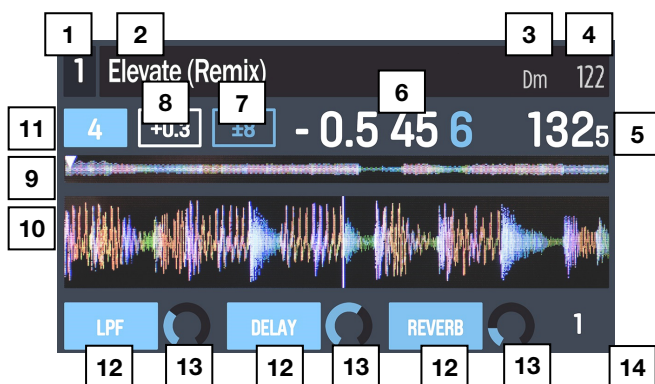 1 2 3 4
1 Elevate (Remix) Dm 122
8 7 6
11 4 +0.3 ±8 - 0.5 45 6 1325 5
9
10
LPF DELAY REVERB 1
12 13 12 13 12 13 14